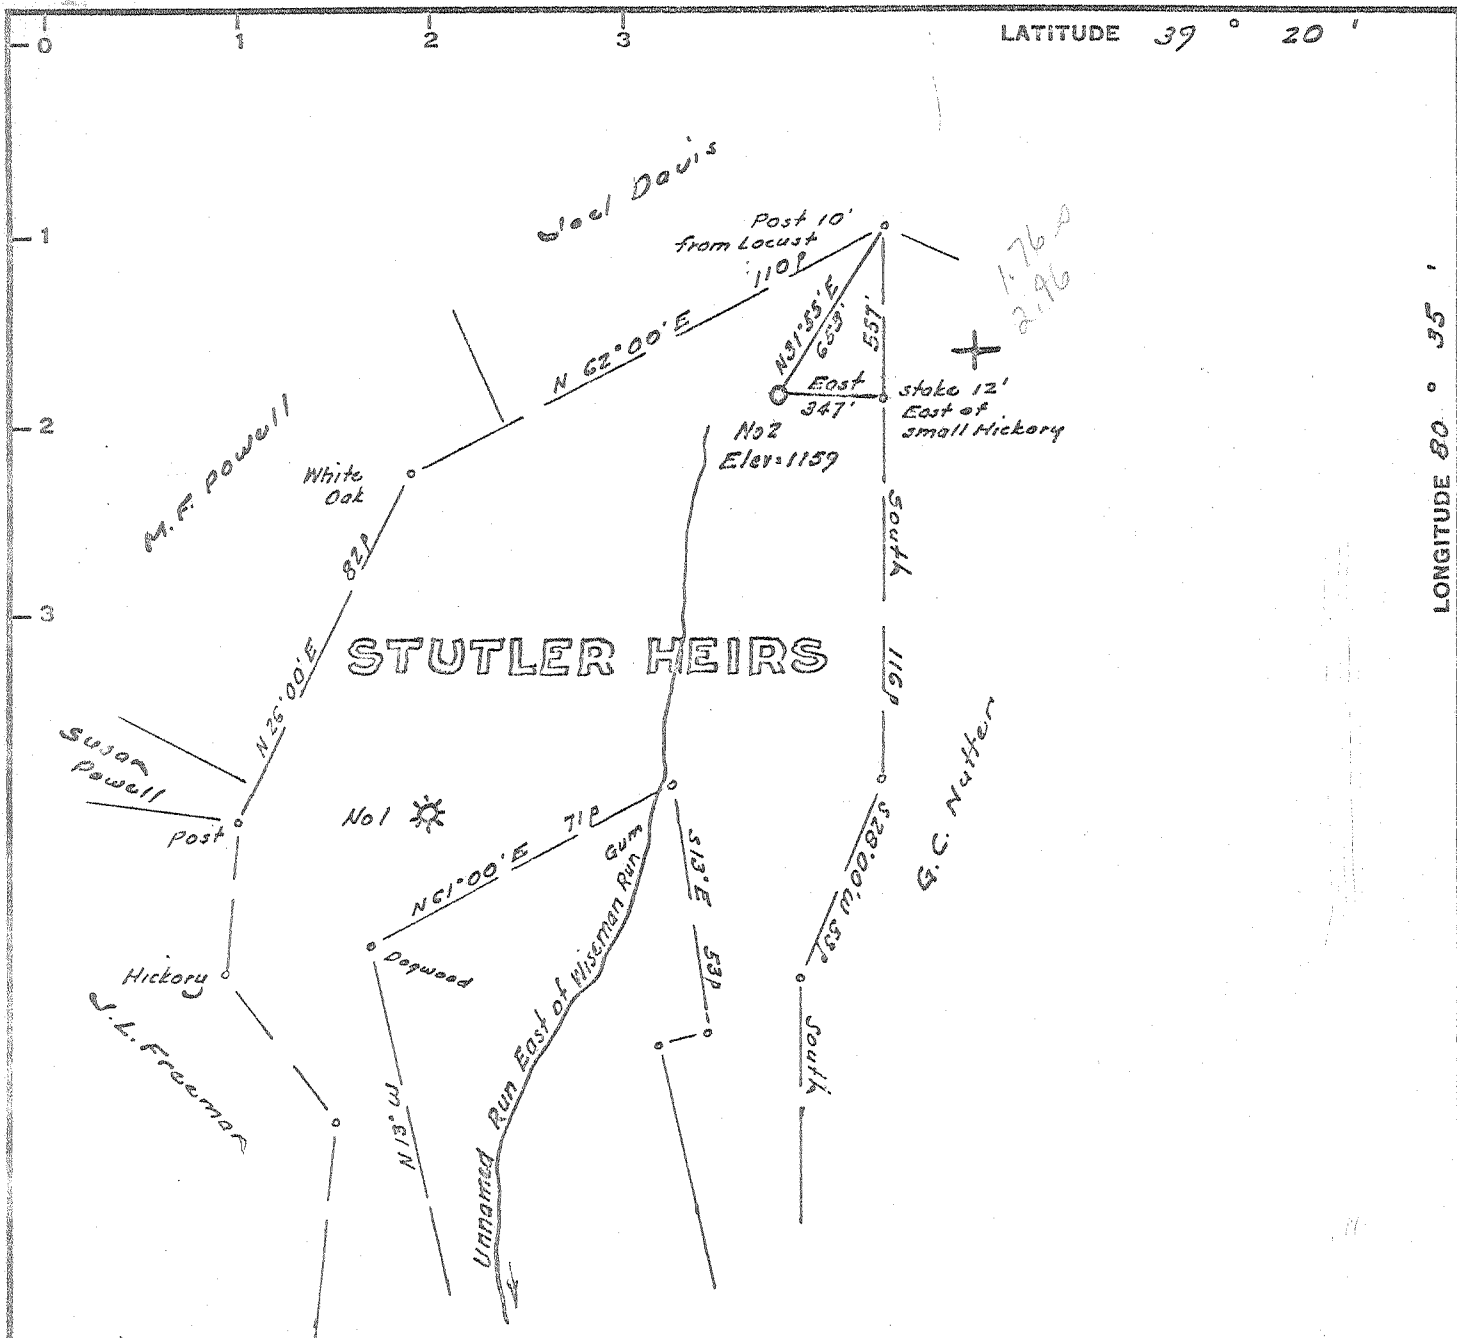 0 1 2 3
LATITUDE 39 ° 20 '
Joel Davis
Post 10'
from Locust
1
110P
1.76 
2.96
N 62°00' E
N31°55'E
653'
557'
East
347'
stake 12'
East of
small Hickory
LONGITUDE 80 ° 35 '
2
No2
Elev=1159
M.F. Powell
White
Oak
82P
South
3
STUTLER HEIRS
N 26°00' E
116P
Susan
Powell
Post
No1
71P
N61°00'E
Gum
S13°E
53P
S28°00'W 53P
G.C. Nutter
Dogwood
Hickory
J.L. Freeman
N13°W
Unnamed Run East of Wiseman Run
South